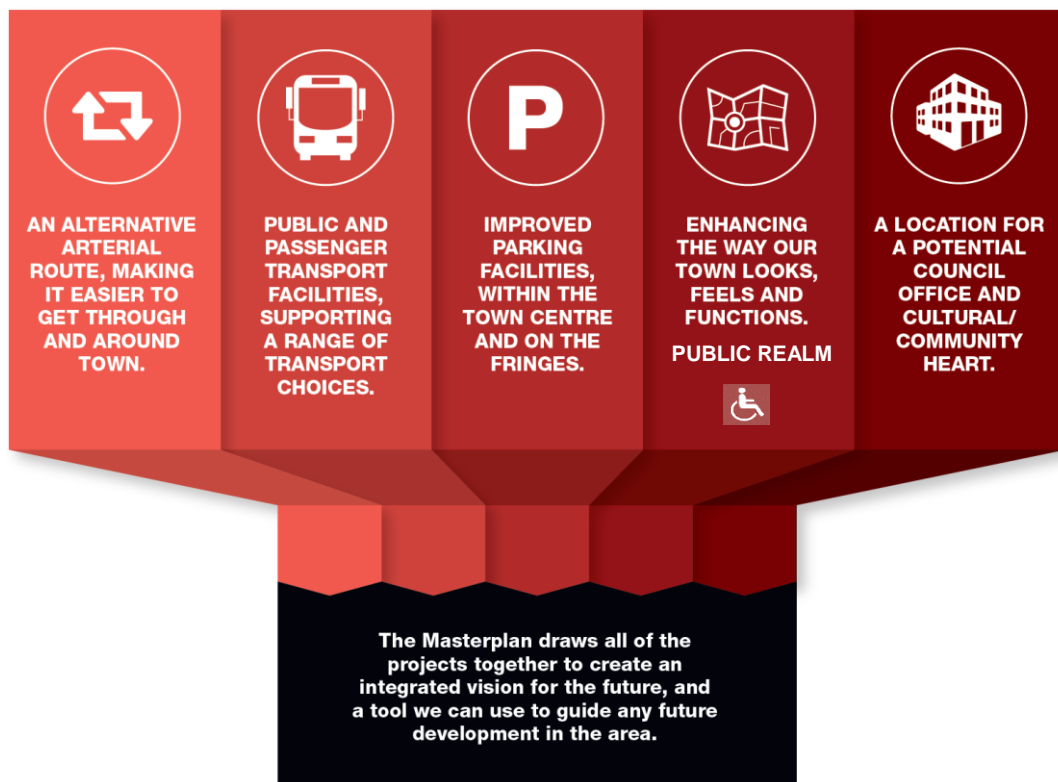 AN ALTERNATIVE
ARTERIAL
ROUTE, MAKING
IT EASIER TO
GET THROUGH
AND AROUND
TOWN.
PUBLIC AND
PASSENGER
TRANSPORT
FACILITIES,
SUPPORTING
A RANGE OF
TRANSPORT
CHOICES.
P
IMPROVED
PARKING
FACILITIES,
WITHIN THE
TOWN CENTRE
AND ON THE
FRINGES.
ENHANCING
THE WAY OUR
TOWN LOOKS,
FEELS AND
FUNCTIONS.
PUBLIC REALM
A LOCATION FOR
A POTENTIAL
COUNCIL
OFFICE AND
CULTURAL/
COMMUNITY
HEART.
The Masterplan draws all of the
projects together to create an
integrated vision for the future, and
a tool we can use to guide any future
development in the area.